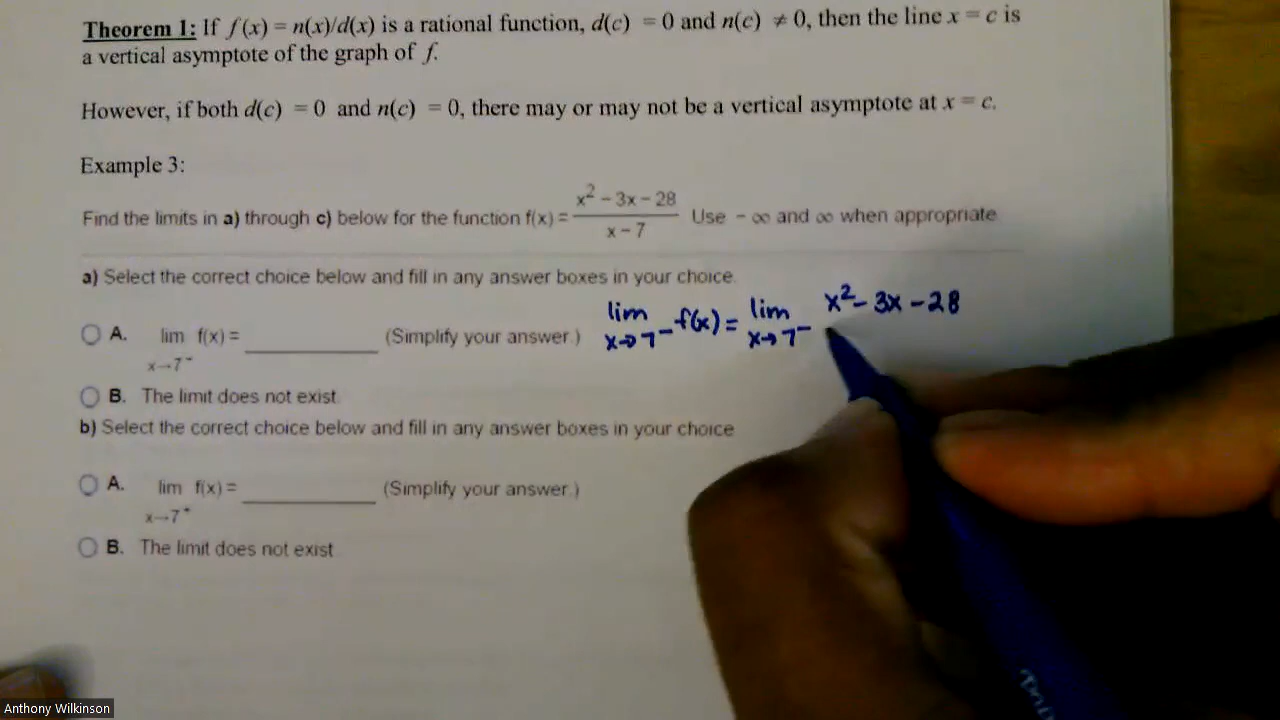 Theorem 1: If f(x) = n(x)/d(x) is a rational function, d(c) = 0 and n(c) ≠ 0, then the line x = c is
a vertical asymptote of the graph of f.
However, if both d(c) = 0 and n(c) = 0, there may or may not be a vertical asymptote at x = c.
Example 3:
Find the limits in a) through c) below for the function f(x) = (x² − 3x − 28)/(x − 7) Use − ∞ and ∞ when appropriate
a) Select the correct choice below and fill in any answer boxes in your choice.
lim x→7⁻ f(x) = lim x→7⁻ x² − 3x − 28
A. lim x→7⁻ f(x) = ____________ (Simplify your answer.)
B. The limit does not exist.
b) Select the correct choice below and fill in any answer boxes in your choice
A. lim x→7⁺ f(x) = ____________ (Simplify your answer.)
B. The limit does not exist
Anthony Wilkinson